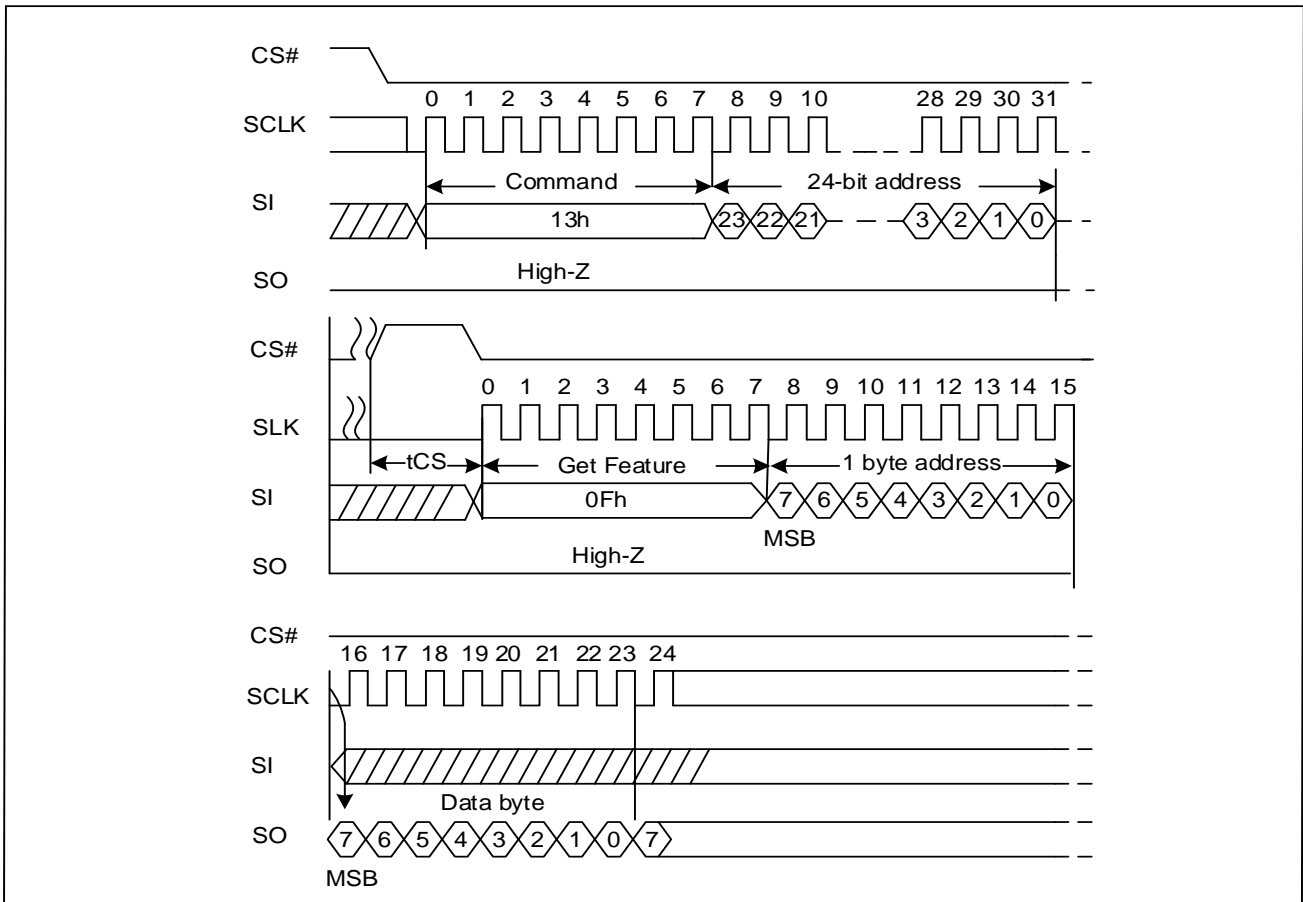 CS#
0 1 2 3 4 5 6 7 8 9 10 28 29 30 31
SCLK
Command 24-bit address
SI
13h 23 22 21 3 2 1 0
High-Z
SO
CS#
0 1 2 3 4 5 6 7 8 9 10 11 12 13 14 15
SLK
tCS Get Feature 1 byte address
SI
0Fh 7 6 5 4 3 2 1 0
MSB
High-Z
SO
CS#
16 17 18 19 20 21 22 23 24
SCLK
SI
Data byte
SO
7 6 5 4 3 2 1 0 7
MSB